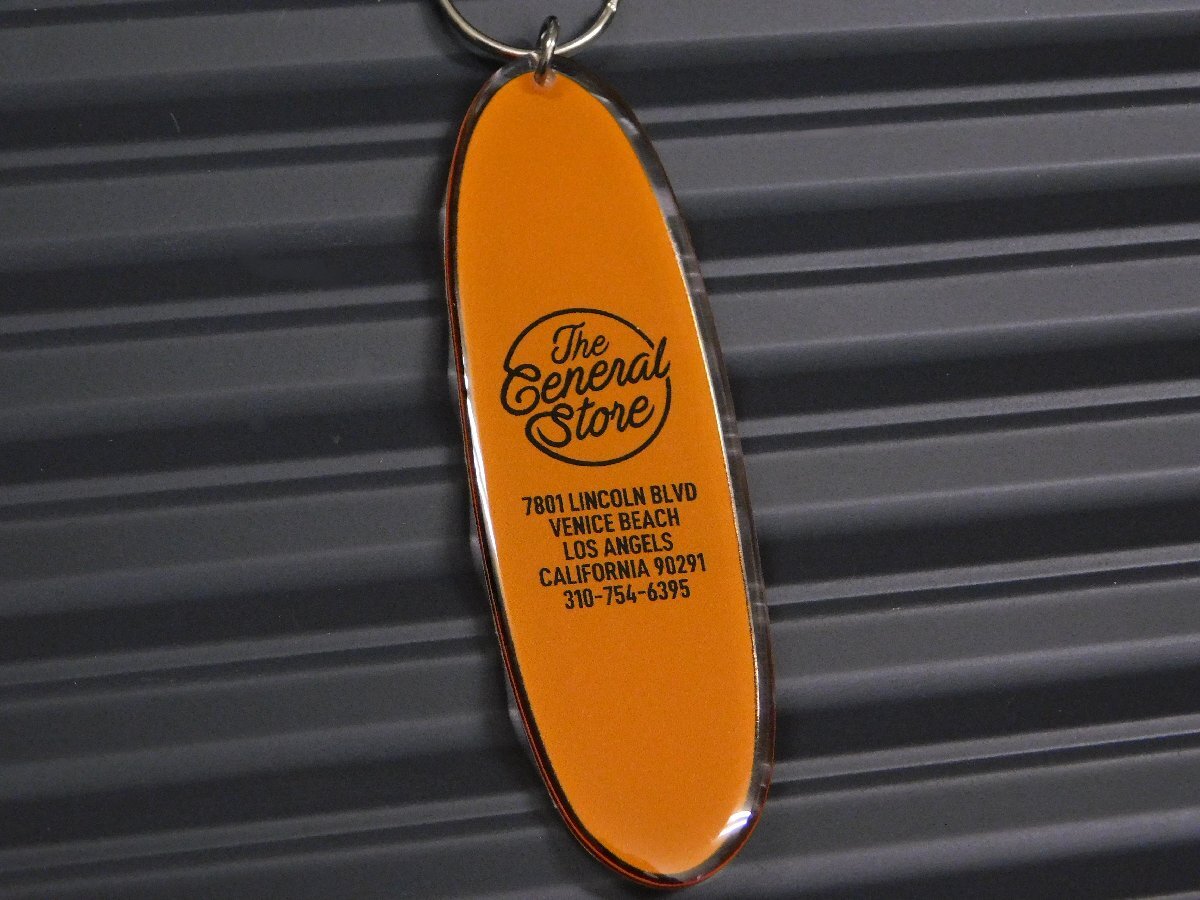 The
General
Store
7801 LINCOLN BLVD
VENICE BEACH
LOS ANGELS
CALIFORNIA 90291
310-754-6395